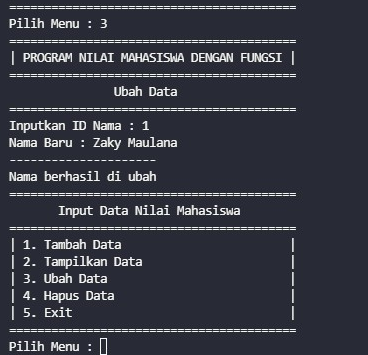 =========================================
Pilih Menu : 3
=========================================
| PROGRAM NILAI MAHASISWA DENGAN FUNGSI |
=========================================
               Ubah Data
=========================================
Inputkan ID Nama : 1
Nama Baru : Zaky Maulana
---------------------
Nama berhasil di ubah
=========================================
       Input Data Nilai Mahasiswa
=========================================
| 1. Tambah Data                        |
| 2. Tampilkan Data                     |
| 3. Ubah Data                          |
| 4. Hapus Data                         |
| 5. Exit                               |
=========================================
Pilih Menu :